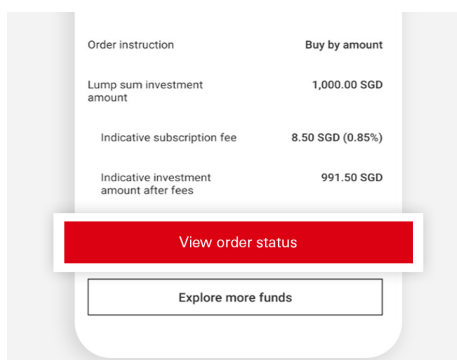 Order instruction Buy by amount
Lump sum investment 1,000.00 SGD
amount
Indicative subscription fee 8.50 SGD (0.85%)
Indicative investment 991.50 SGD
amount after fees
View order status
Explore more funds